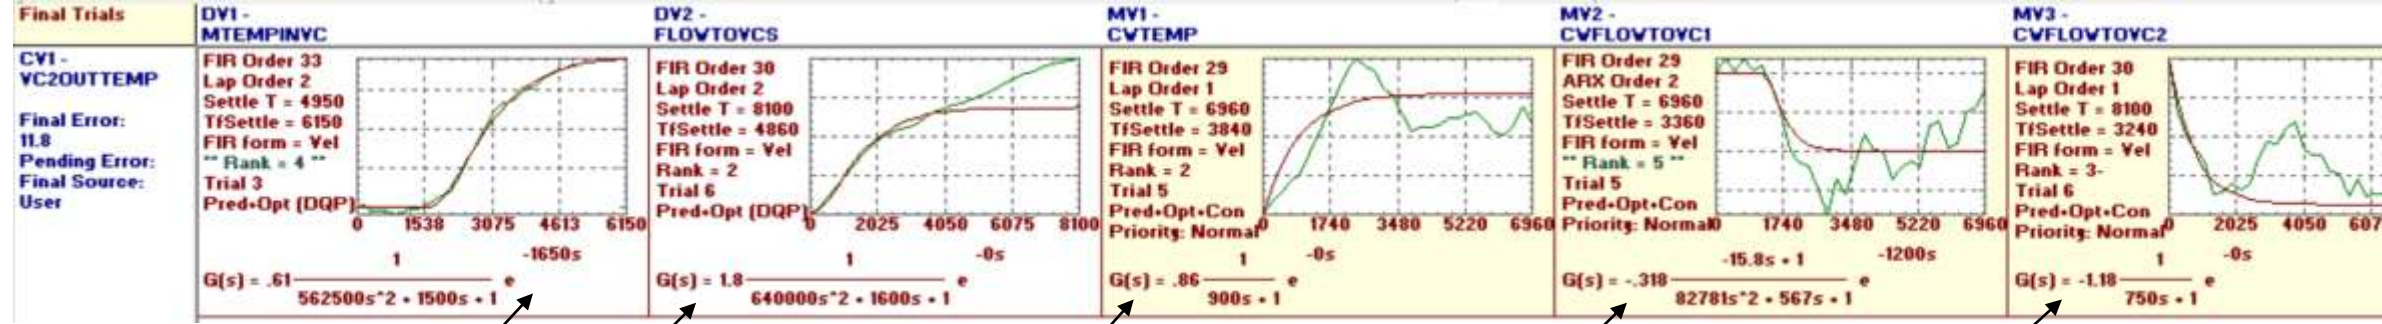 Final Trials
DV1 -
MTEMPINVC
DV2 -
FLOWTOVCS
MV1 -
CWTEMP
MV2 -
CWFLOWTOVC1
MV3 -
CWFLOWTOVC2
CV1 -
VC2OUTTEMP
Final Error:
11.8
Pending Error:
Final Source:
User
FIR Order 33
Lap Order 2
Settle T = 4950
TfSettle = 6150
FIR form = Vel
** Rank = 4 **
Trial 3
Pred+Opt (DQP)
0 1538 3075 4613 6150
1 -1650s
G(s) = .61 e
562500s^2 + 1500s + 1
FIR Order 30
Lap Order 2
Settle T = 8100
TfSettle = 4860
FIR form = Vel
Rank = 2
Trial 6
Pred+Opt (DQP)
0 2025 4050 6075 8100
1 -0s
G(s) = 1.8 e
640000s^2 + 1600s + 1
FIR Order 29
Lap Order 1
Settle T = 6960
TfSettle = 3840
FIR form = Vel
Rank = 2
Trial 5
Pred+Opt+Con
Priority: Normal
0 1740 3480 5220 6960
1 -0s
G(s) = .86 e
900s + 1
FIR Order 29
ARX Order 2
Settle T = 6960
TfSettle = 3360
FIR form = Vel
** Rank = 5 **
Trial 5
Pred+Opt+Con
Priority: Normal
0 1740 3480 5220 6960
-15.8s + 1 -1200s
G(s) = -.318 e
82781s^2 + 567s + 1
FIR Order 30
Lap Order 1
Settle T = 8100
TfSettle = 3240
FIR form = Vel
Rank = 3-
Trial 6
Pred+Opt+Con
Priority: Normal
0 2025 4050 607
1 -0s
G(s) = -1.18 e
750s + 1